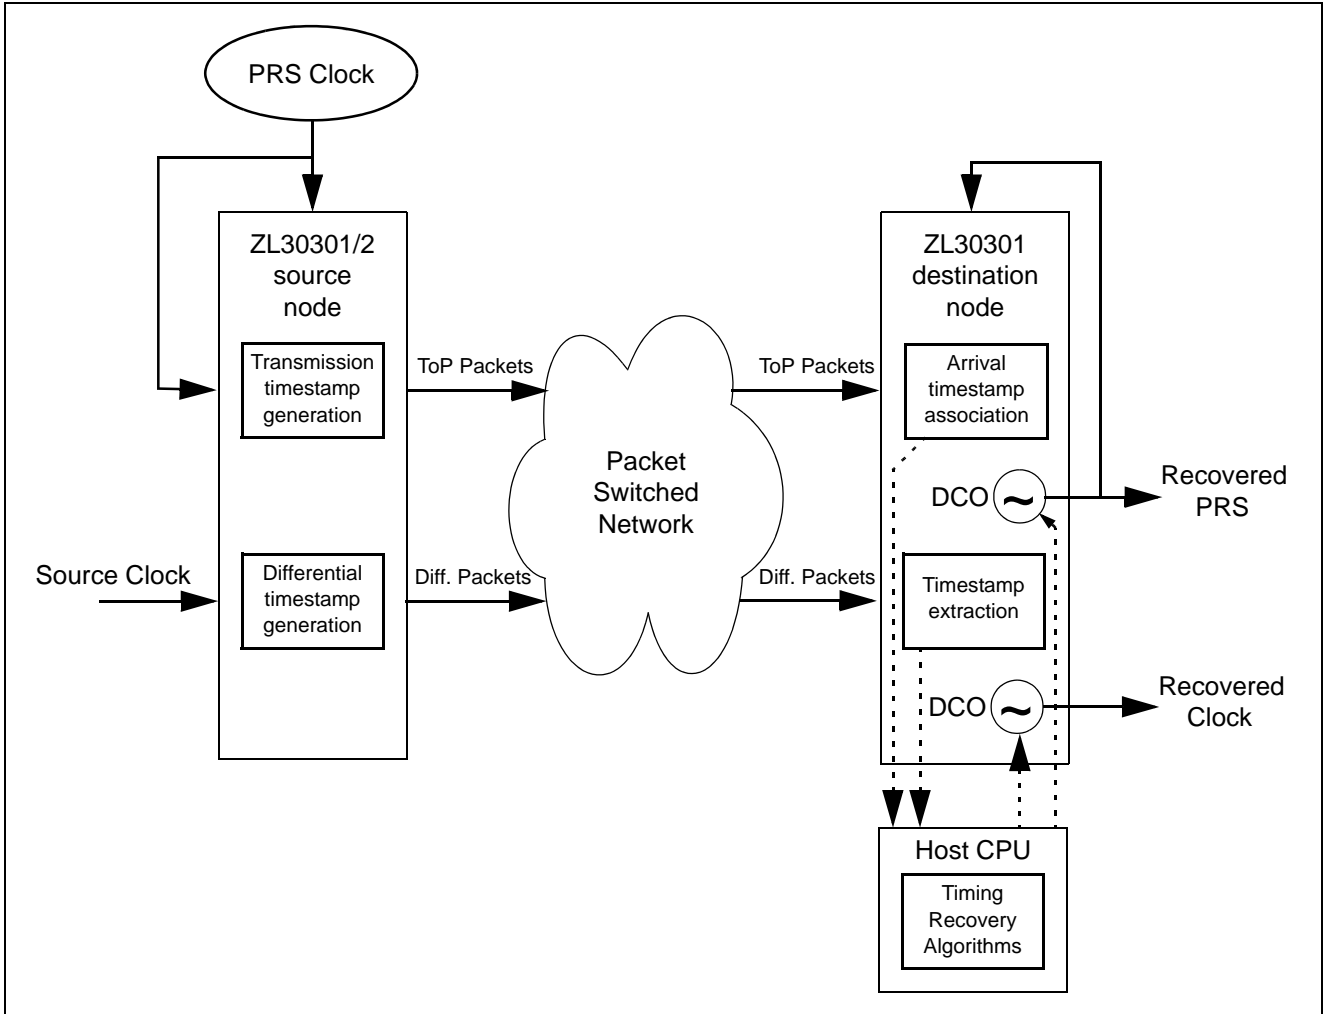 PRS Clock
ZL30301/2
source
node
Transmission
timestamp
generation
ToP Packets
Source Clock
Differential
timestamp
generation
Diff. Packets
Packet
Switched
Network
ToP Packets
Diff. Packets
ZL30301
destination
node
Arrival
timestamp
association
DCO
~
Recovered
PRS
Timestamp
extraction
DCO
~
Recovered
Clock
Host CPU
Timing
Recovery
Algorithms